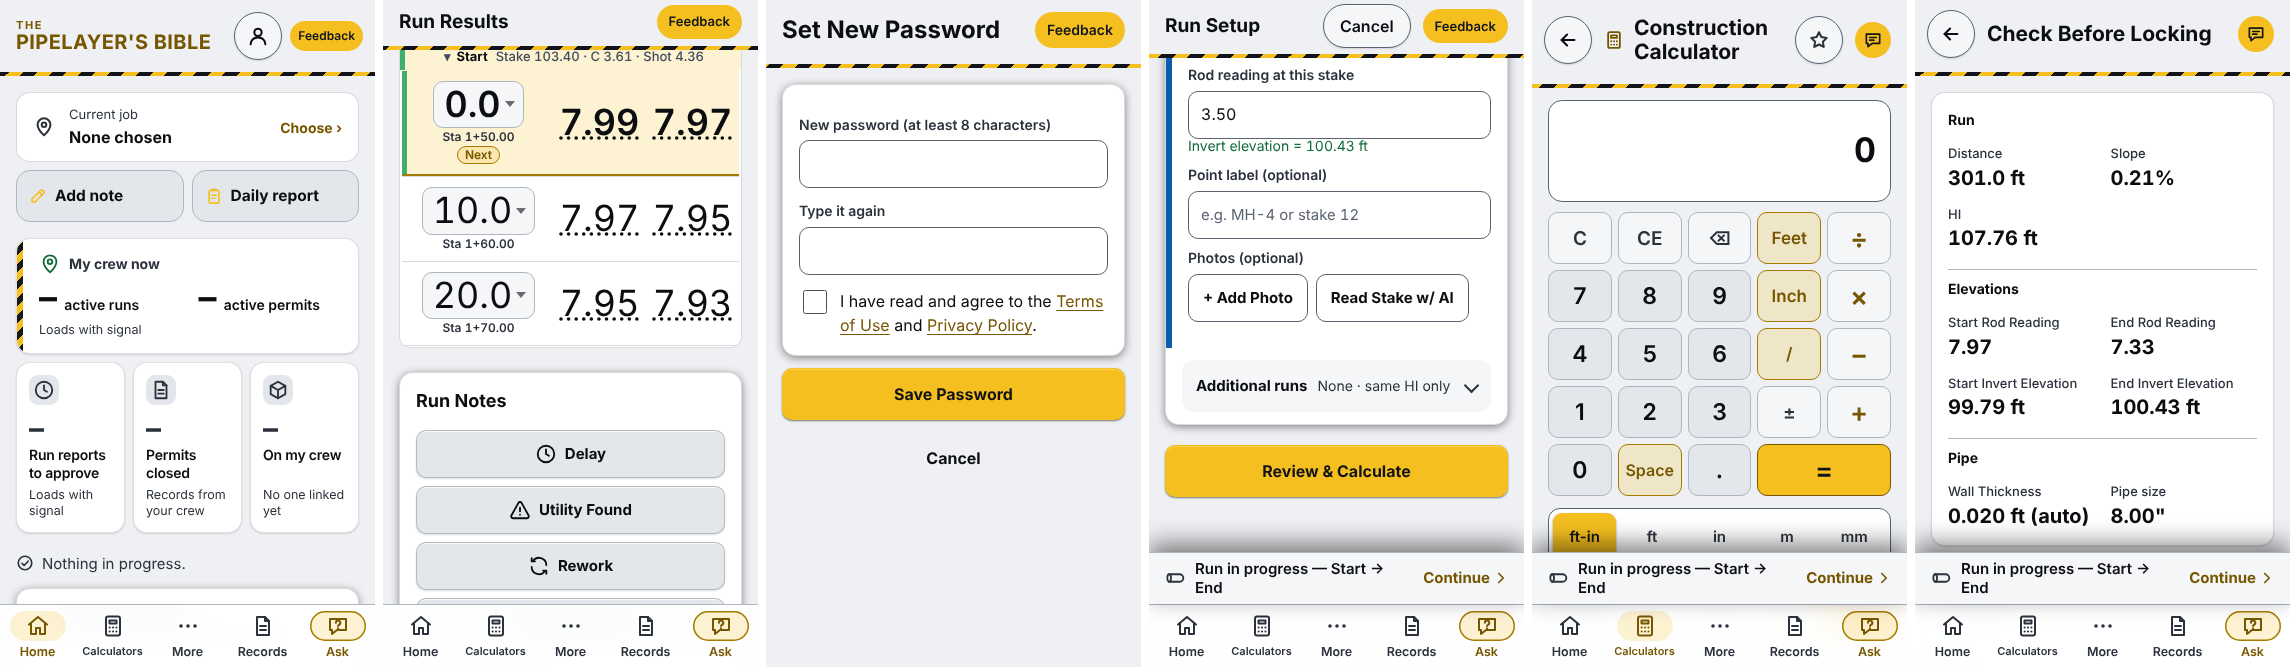 THE
PIPELAYER'S BIBLE
Feedback
Current job
None chosen
Choose ›
Add note
Daily report
My crew now
– active runs
– active permits
Loads with signal
–
Run reports
to approve
Loads with
signal
–
Permits
closed
Records from
your crew
–
On my crew
No one linked
yet
Nothing in progress.
Home
Calculators
More
Records
Ask
Run Results
Feedback
▾ Start Stake 103.40 · C 3.61 · Shot 4.36
0.0
7.99 7.97
Sta 1+50.00
Next
10.0
7.97 7.95
Sta 1+60.00
20.0
7.95 7.93
Sta 1+70.00
Run Notes
Delay
Utility Found
Rework
Home
Calculators
More
Records
Ask
Set New Password
Feedback
New password (at least 8 characters)
Type it again
I have read and agree to the Terms
of Use and Privacy Policy.
Save Password
Cancel
Run Setup
Cancel
Feedback
Rod reading at this stake
3.50
Invert elevation = 100.43 ft
Point label (optional)
e.g. MH-4 or stake 12
Photos (optional)
+ Add Photo
Read Stake w/ AI
Additional runs None · same HI only
Review & Calculate
Run in progress — Start →
End
Continue ›
Home
Calculators
More
Records
Ask
Construction
Calculator
0
C CE Feet ÷
7 8 9 Inch ×
4 5 6 / −
1 2 3 ± +
0 Space . =
ft-in ft in m mm
Run in progress — Start →
End
Continue ›
Home
Calculators
More
Records
Ask
Check Before Locking
Run
Distance
301.0 ft
Slope
0.21%
HI
107.76 ft
Elevations
Start Rod Reading
7.97
End Rod Reading
7.33
Start Invert Elevation
99.79 ft
End Invert Elevation
100.43 ft
Pipe
Wall Thickness
0.020 ft (auto)
Pipe size
8.00"
Run in progress — Start →
End
Continue ›
Home
Calculators
More
Records
Ask